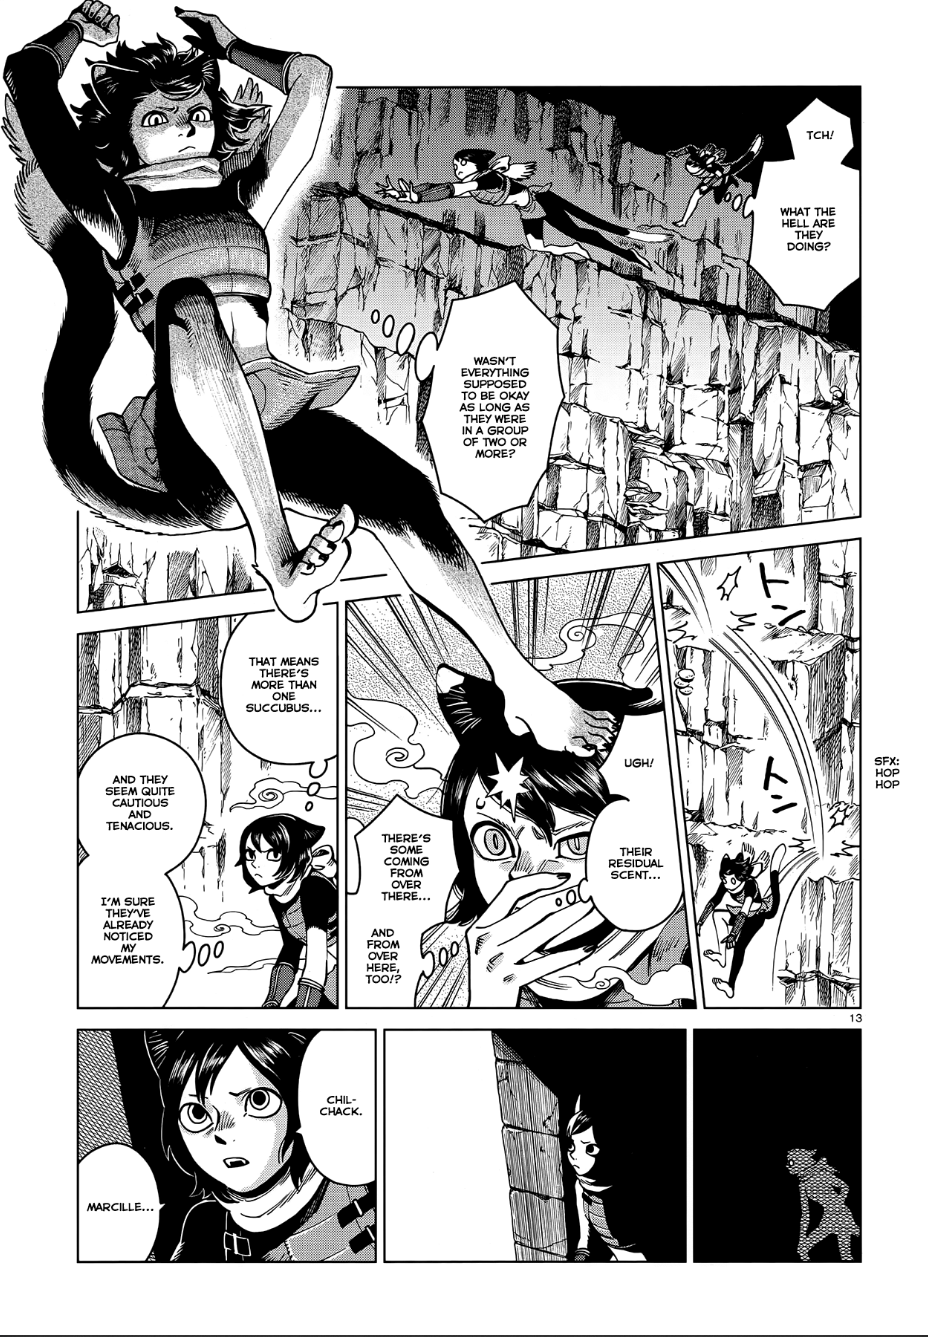 TCH!
WHAT THE
HELL ARE
THEY
DOING?
WASN'T
EVERYTHING
SUPPOSED
TO BE OKAY
AS LONG AS
THEY WERE
IN A GROUP
OF TWO OR
MORE?
トン
トン
SFX:
HOP
HOP
UGH!
THEIR
RESIDUAL
SCENT...
THERE'S
SOME
COMING
FROM
OVER
THERE...
AND
FROM
OVER
HERE,
TOO!?
THAT MEANS
THERE'S
MORE THAN
ONE
SUCCUBUS...
AND THEY
SEEM QUITE
CAUTIOUS
AND
TENACIOUS.
I'M SURE
THEY'VE
ALREADY
NOTICED
MY
MOVEMENTS.
13
CHIL-
CHACK.
MARCILLE...